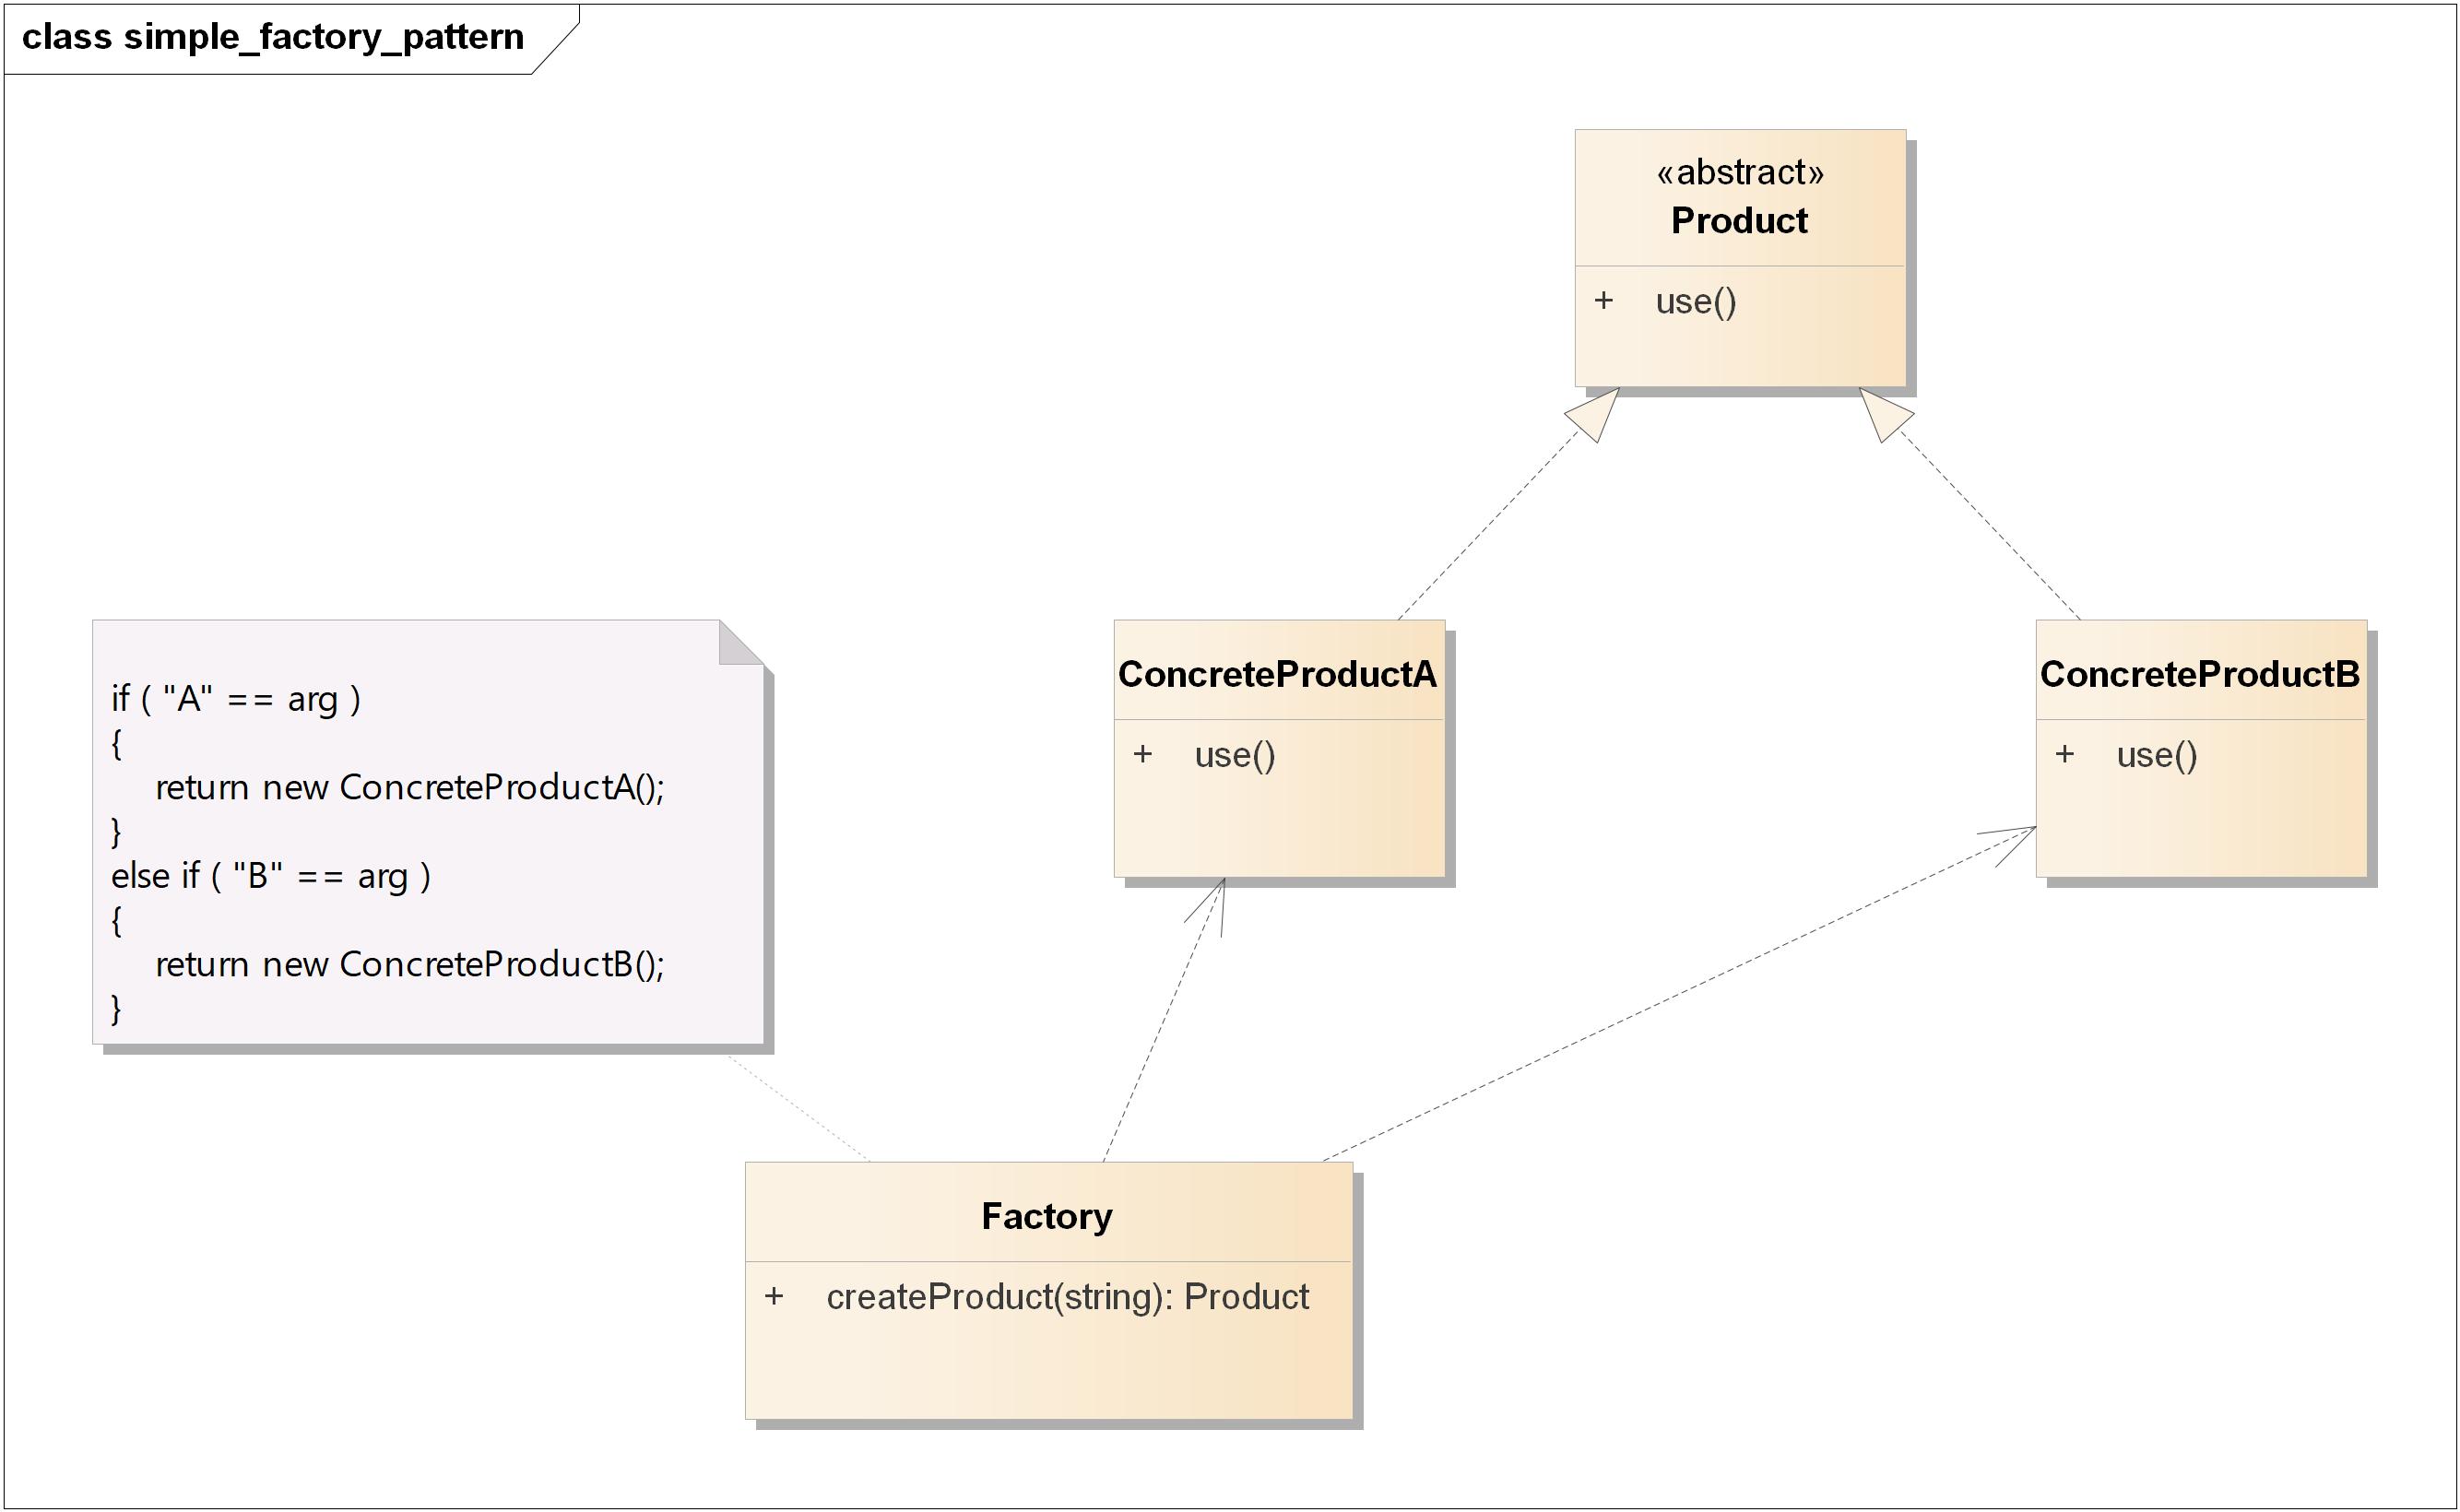 class simple_factory_pattern
«abstract»
Product
+ use()
ConcreteProductA
+ use()
ConcreteProductB
+ use()
if ( "A" == arg )
{
return new ConcreteProductA();
}
else if ( "B" == arg )
{
return new ConcreteProductB();
}
Factory
+ createProduct(string): Product